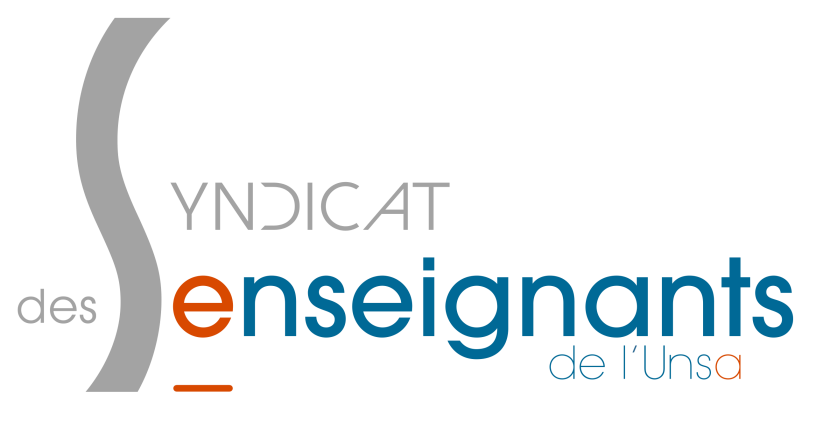 SYNDICAT
des enseignants
de l'Unsa